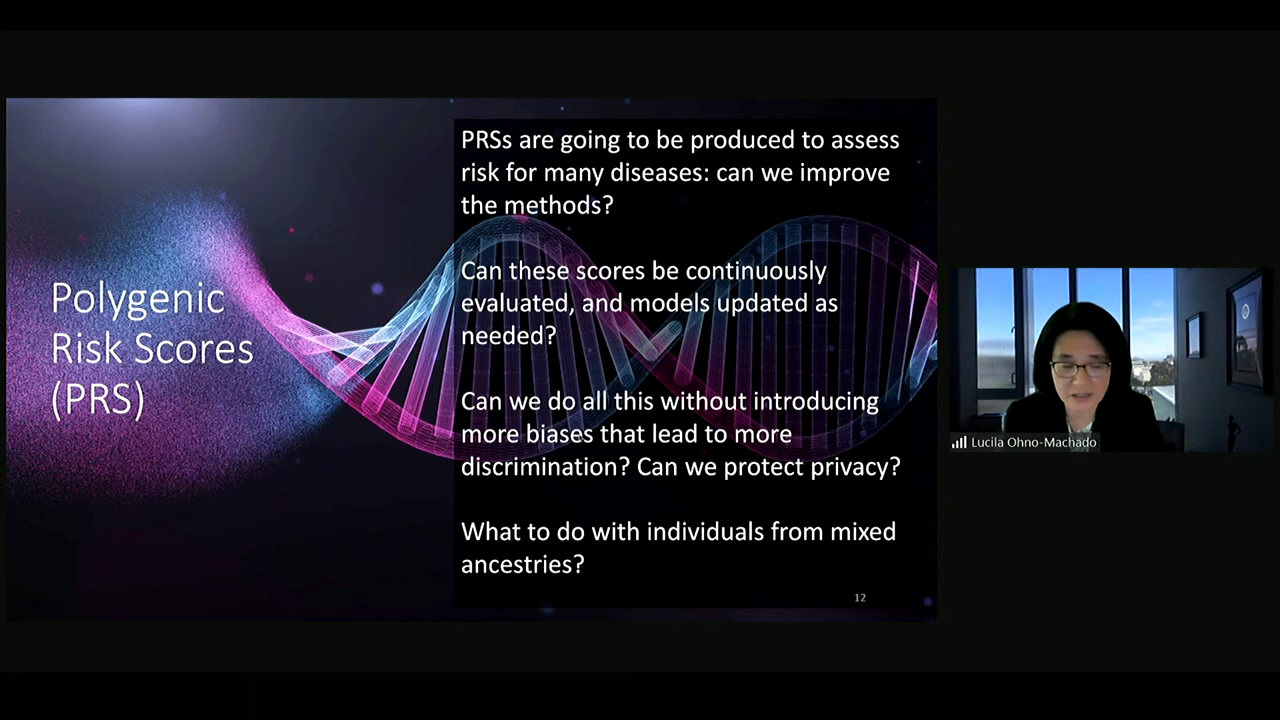 Polygenic
Risk Scores
(PRS)
PRSs are going to be produced to assess
risk for many diseases: can we improve
the methods?
Can these scores be continuously
evaluated, and models updated as
needed?
Can we do all this without introducing
more biases that lead to more
discrimination? Can we protect privacy?
What to do with individuals from mixed
ancestries?
12
Lucila Ohno-Machado